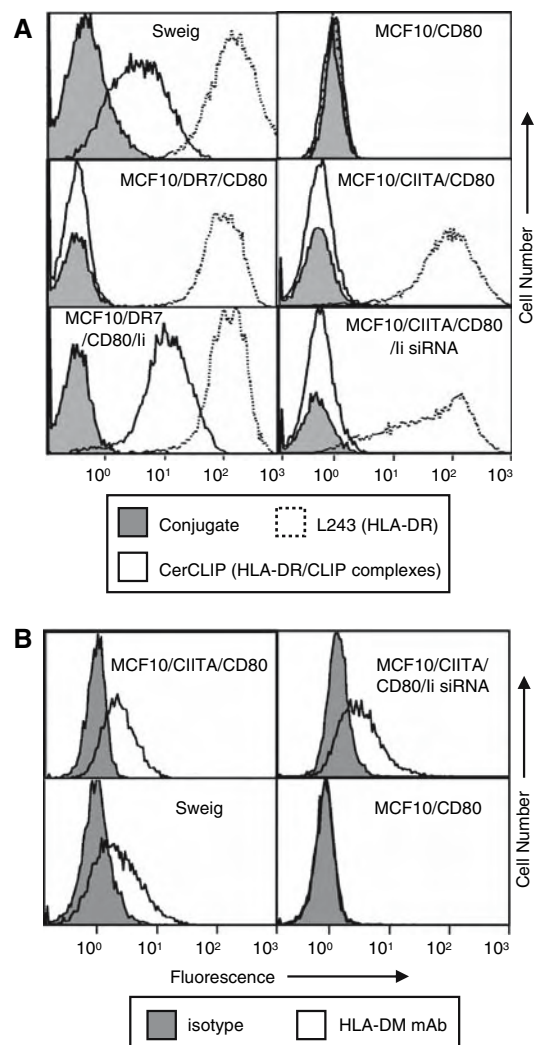 A
Sweig
MCF10/CD80
MCF10/DR7/CD80
MCF10/CIITA/CD80
MCF10/DR7
/CD80/Ii
MCF10/CIITA/CD80
/Ii siRNA
Cell Number
10⁰ 10¹ 10² 10³ 10⁰ 10¹ 10² 10³
Conjugate
L243 (HLA-DR)
CerCLIP (HLA-DR/CLIP complexes)
B
MCF10/CIITA/CD80
MCF10/CIITA/
CD80/Ii siRNA
Sweig
MCF10/CD80
Cell Number
10⁰ 10¹ 10² 10³ 10⁰ 10¹ 10² 10³
Fluorescence
isotype
HLA-DM mAb